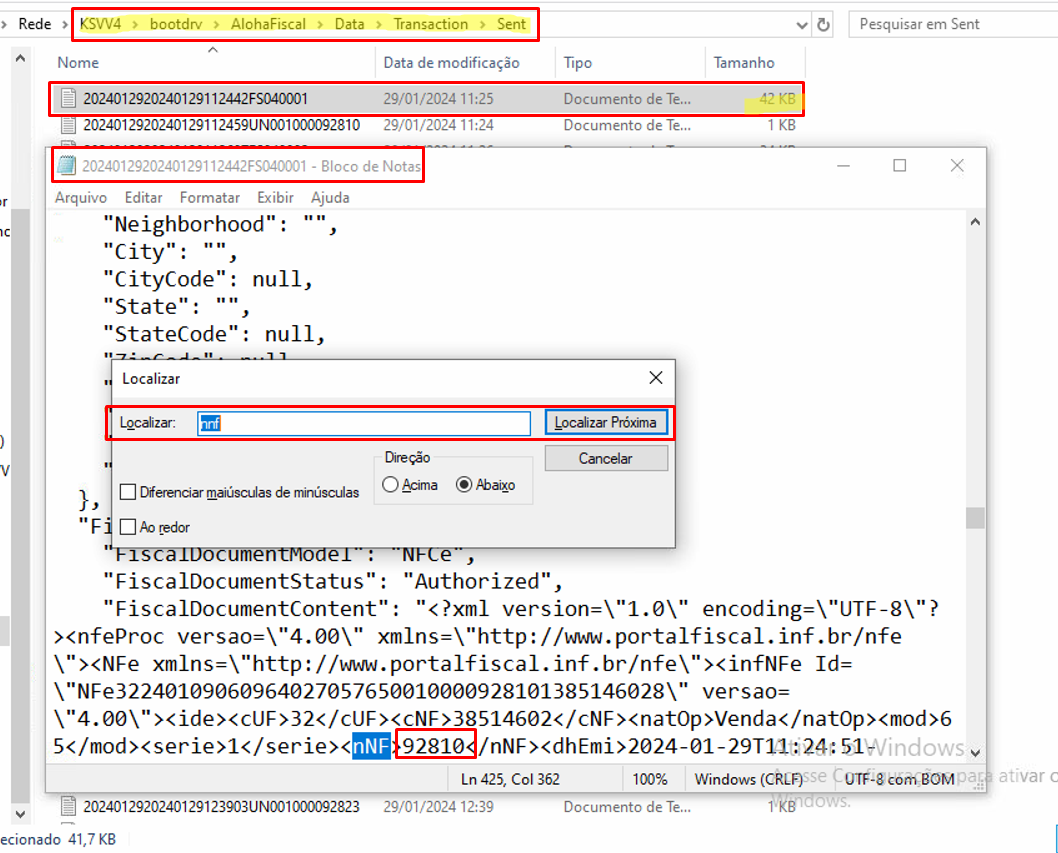 Rede > KSVV4 > bootdrv > AlohaFiscal > Data > Transaction > Sent
Pesquisar em Sent
Nome Data de modificação Tipo Tamanho
2024012920240129112442FS040001 29/01/2024 11:25 Documento de Te... 42 KB
2024012920240129112459UN001000092810 29/01/2024 11:24 Documento de Te... 1 KB
2024012920240129112442FS040001 - Bloco de Notas
Arquivo Editar Formatar Exibir Ajuda
"Neighborhood": "",
"City": "",
"CityCode": null,
"State": "",
"StateCode": null,
"ZipCode": null
Localizar
Localizar: nnf Localizar Próxima
Direção Cancelar
Acima Abaixo
Diferenciar maiúsculas de minúsculas
},
Ao redor
"Fi
"FiscalDocumentModel": "NFCe",
"FiscalDocumentStatus": "Authorized",
"FiscalDocumentContent": "<?xml version=\"1.0\" encoding=\"UTF-8\"?
><nfeProc versao=\"4.00\" xmlns=\"http://www.portalfiscal.inf.br/nfe
\"><NFe xmlns=\"http://www.portalfiscal.inf.br/nfe\"><infNFe Id=
\"NFe32240109060964027057650010000928101385146028\" versao=
\"4.00\"><ide><cUF>32</cUF><cNF>38514602</cNF><natOp>Venda</natOp><mod>6
5</mod><serie>1</serie><nNF>92810</nNF><dhEmi>2024-01-29T11:24:51-
Ativar o Windows
Acesse Configurações para ativar o
Windows.
Ln 425, Col 362 100% Windows (CRLF) UTF-8 com BOM
2024012920240129123903UN001000092823 29/01/2024 12:39 Documento de Te... 1 KB
ecionado 41,7 KB